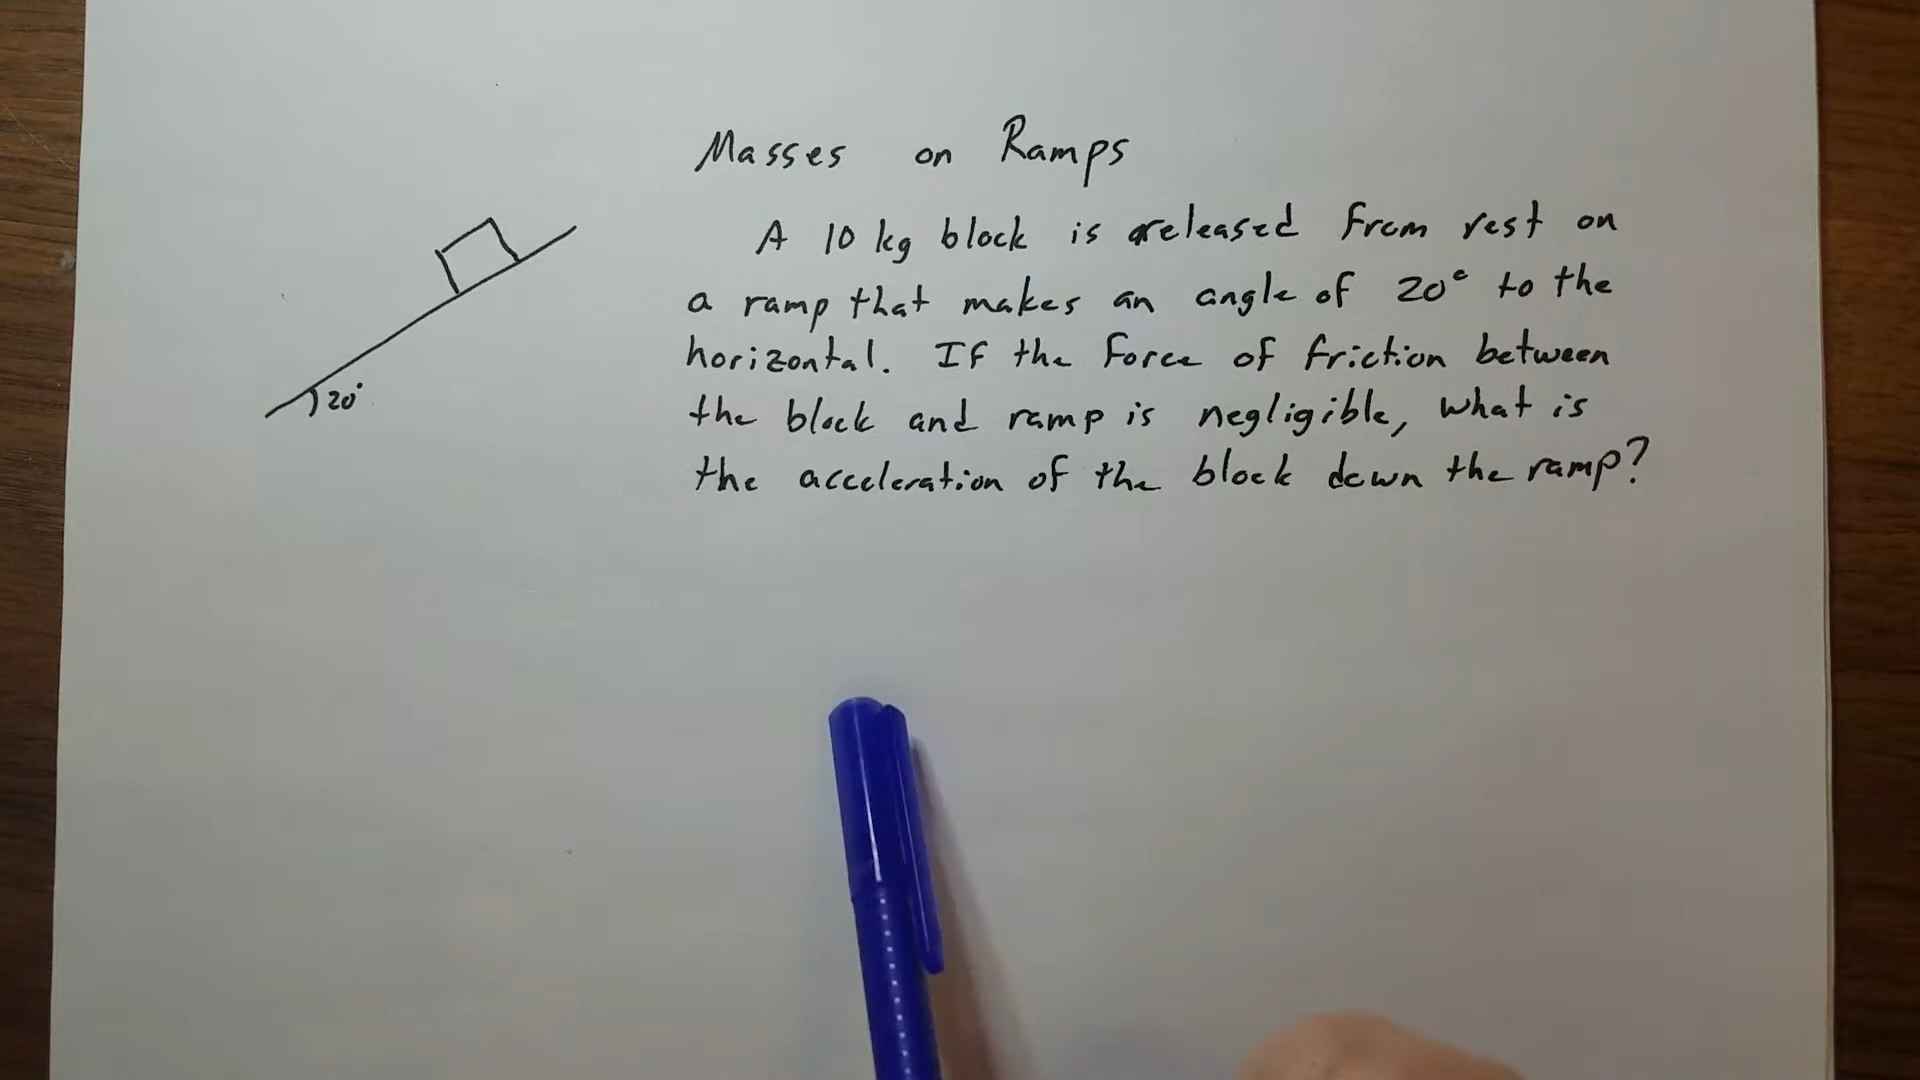 Masses on Ramps
A 10 kg block is released from rest on
a ramp that makes an angle of 20° to the
horizontal. If the force of friction between
the block and ramp is negligible, what is
the acceleration of the block down the ramp?
20°